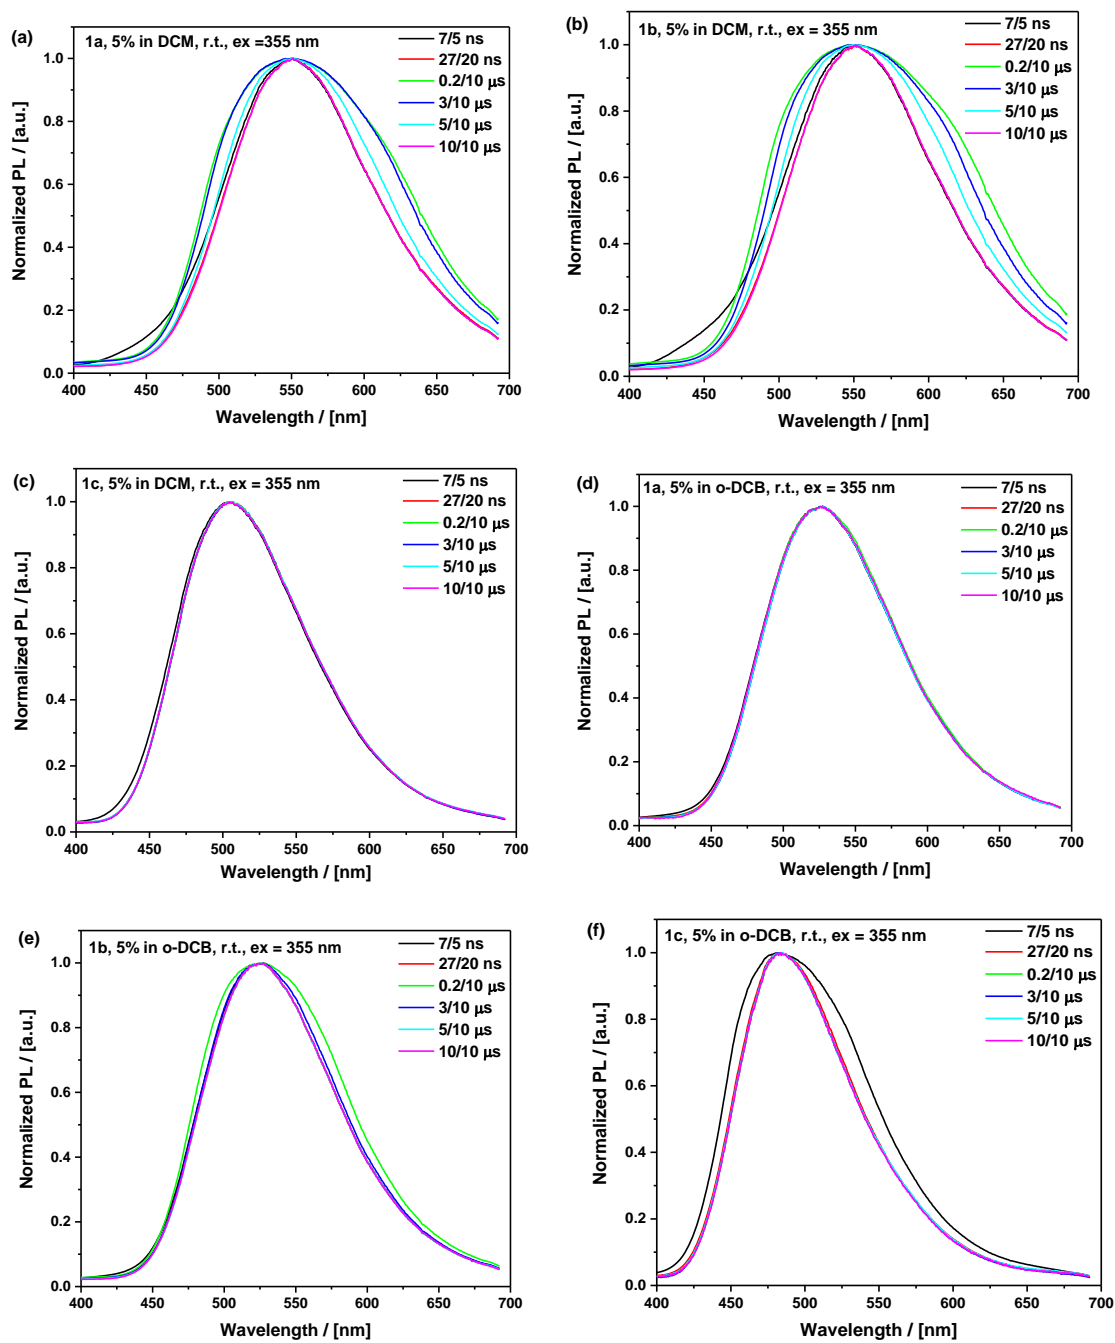 (a)
1a, 5% in DCM, r.t., ex =355 nm
7/5 ns
27/20 ns
0.2/10 μs
3/10 μs
5/10 μs
10/10 μs
Normalized PL / [a.u.]
1.0
0.8
0.6
0.4
0.2
0.0
400 450 500 550 600 650 700
Wavelength / [nm]
(b)
1b, 5% in DCM, r.t., ex = 355 nm
7/5 ns
27/20 ns
0.2/10 μs
3/10 μs
5/10 μs
10/10 μs
Normalized PL / [a.u.]
1.0
0.8
0.6
0.4
0.2
0.0
400 450 500 550 600 650 700
Wavelength / [nm]
(c)
1c, 5% in DCM, r.t., ex = 355 nm
7/5 ns
27/20 ns
0.2/10 μs
3/10 μs
5/10 μs
10/10 μs
Normalized PL / [a.u.]
1.0
0.8
0.6
0.4
0.2
0.0
400 450 500 550 600 650 700
Wavelength / [nm]
(d)
1a, 5% in o-DCB, r.t., ex = 355 nm
7/5 ns
27/20 ns
0.2/10 μs
3/10 μs
5/10 μs
10/10 μs
Normalized PL / [a.u.]
1.0
0.8
0.6
0.4
0.2
0.0
400 450 500 550 600 650 700
Wavelength / [nm]
(e)
1b, 5% in o-DCB, r.t., ex = 355 nm
7/5 ns
27/20 ns
0.2/10 μs
3/10 μs
5/10 μs
10/10 μs
Normalized PL / [a.u.]
1.0
0.8
0.6
0.4
0.2
0.0
400 450 500 550 600 650 700
Wavelength / [nm]
(f)
1c, 5% in o-DCB, r.t., ex = 355 nm
7/5 ns
27/20 ns
0.2/10 μs
3/10 μs
5/10 μs
10/10 μs
Normalized PL / [a.u.]
1.0
0.8
0.6
0.4
0.2
0.0
400 450 500 550 600 650 700
Wavelength / [nm]